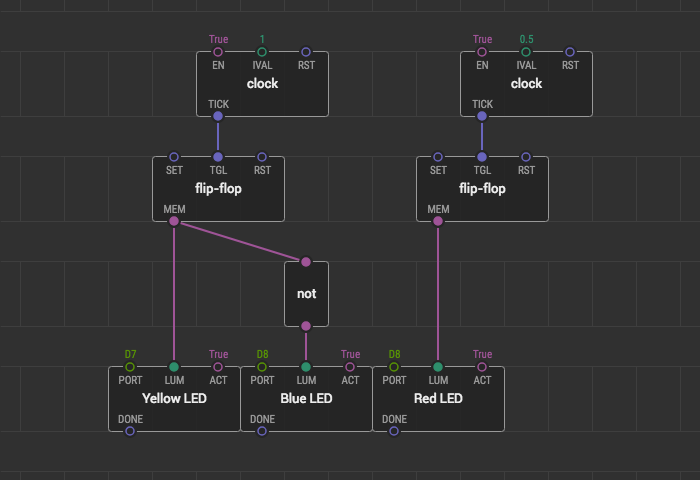 True 1 True 0.5
EN IVAL RST EN IVAL RST
clock clock
TICK TICK
SET TGL RST SET TGL RST
flip-flop flip-flop
MEM MEM
not
D7 True D8 True D8 True
PORT LUM ACT PORT LUM ACT PORT LUM ACT
Yellow LED Blue LED Red LED
DONE DONE DONE